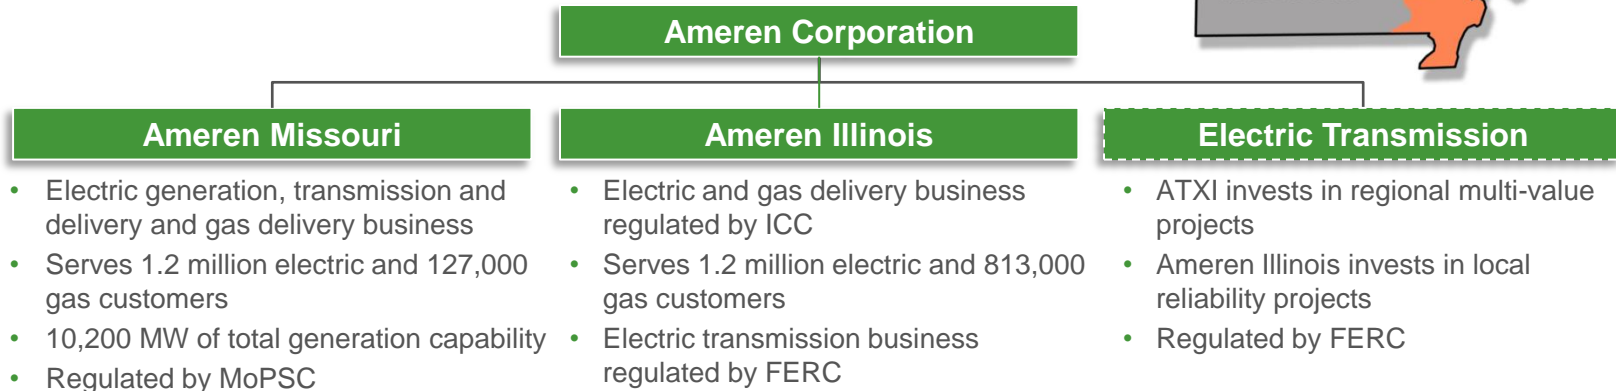 Ameren Corporation
Ameren Missouri
• Electric generation, transmission and
delivery and gas delivery business
• Serves 1.2 million electric and 127,000
gas customers
• 10,200 MW of total generation capability
• Regulated by MoPSC
Ameren Illinois
• Electric and gas delivery business
regulated by ICC
• Serves 1.2 million electric and 813,000
gas customers
• Electric transmission business
regulated by FERC
Electric Transmission
• ATXI invests in regional multi-value
projects
• Ameren Illinois invests in local
reliability projects
• Regulated by FERC